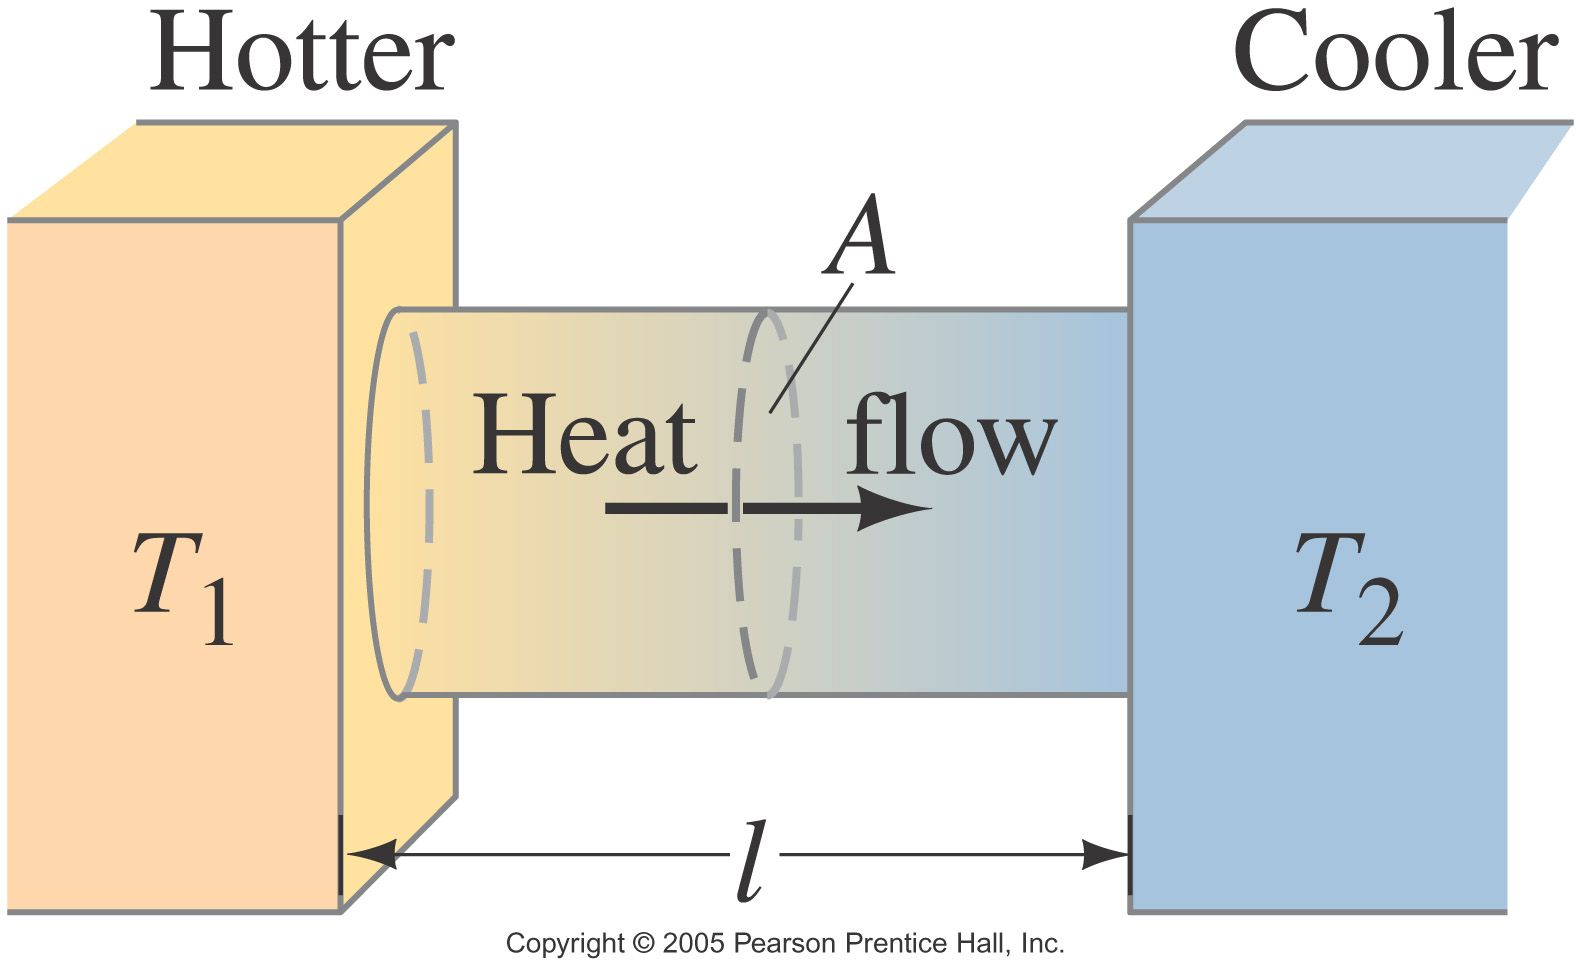 Hotter
Cooler
A
Heat flow
T1
T2
l
Copyright © 2005 Pearson Prentice Hall, Inc.